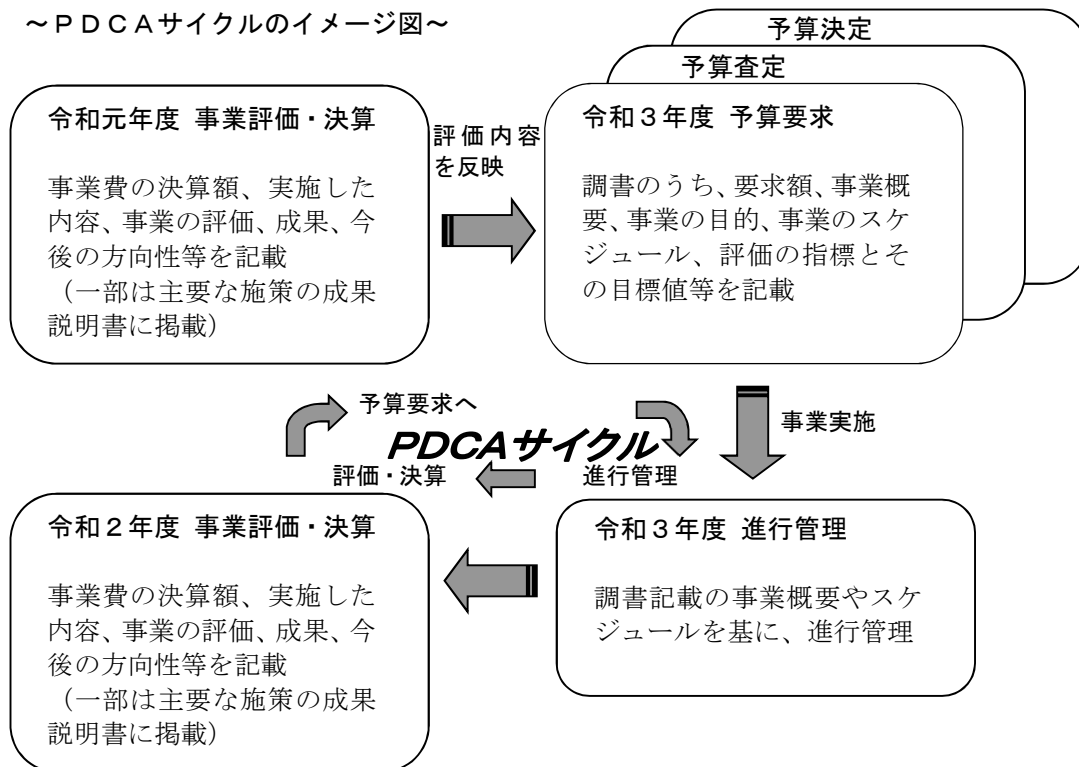 ～ＰＤＣＡサイクルのイメージ図～
予算決定
予算査定
令和元年度 事業評価・決算
事業費の決算額、実施した
内容、事業の評価、成果、今
後の方向性等を記載
（一部は主要な施策の成果
説明書に掲載）
評価内容
を反映
令和３年度 予算要求
調書のうち、要求額、事業概
要、事業の目的、事業のスケ
ジュール、評価の指標とそ
の目標値等を記載
予算要求へ
事業実施
PDCAサイクル
評価・決算
進行管理
令和２年度 事業評価・決算
事業費の決算額、実施した
内容、事業の評価、成果、今
後の方向性等を記載
（一部は主要な施策の成果
説明書に掲載）
令和３年度 進行管理
調書記載の事業概要やスケ
ジュールを基に、進行管理